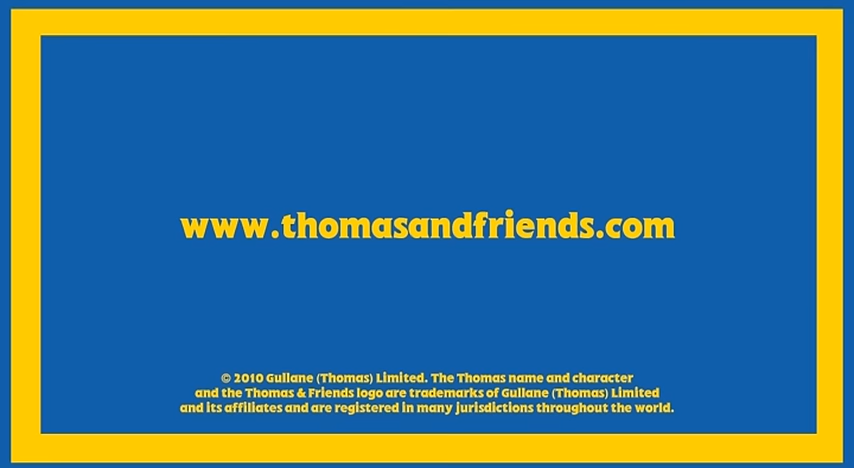 www.thomasandfriends.com
© 2010 Gullane (Thomas) Limited. The Thomas name and character
and the Thomas & Friends logo are trademarks of Gullane (Thomas) Limited
and its affiliates and are registered in many jurisdictions throughout the world.